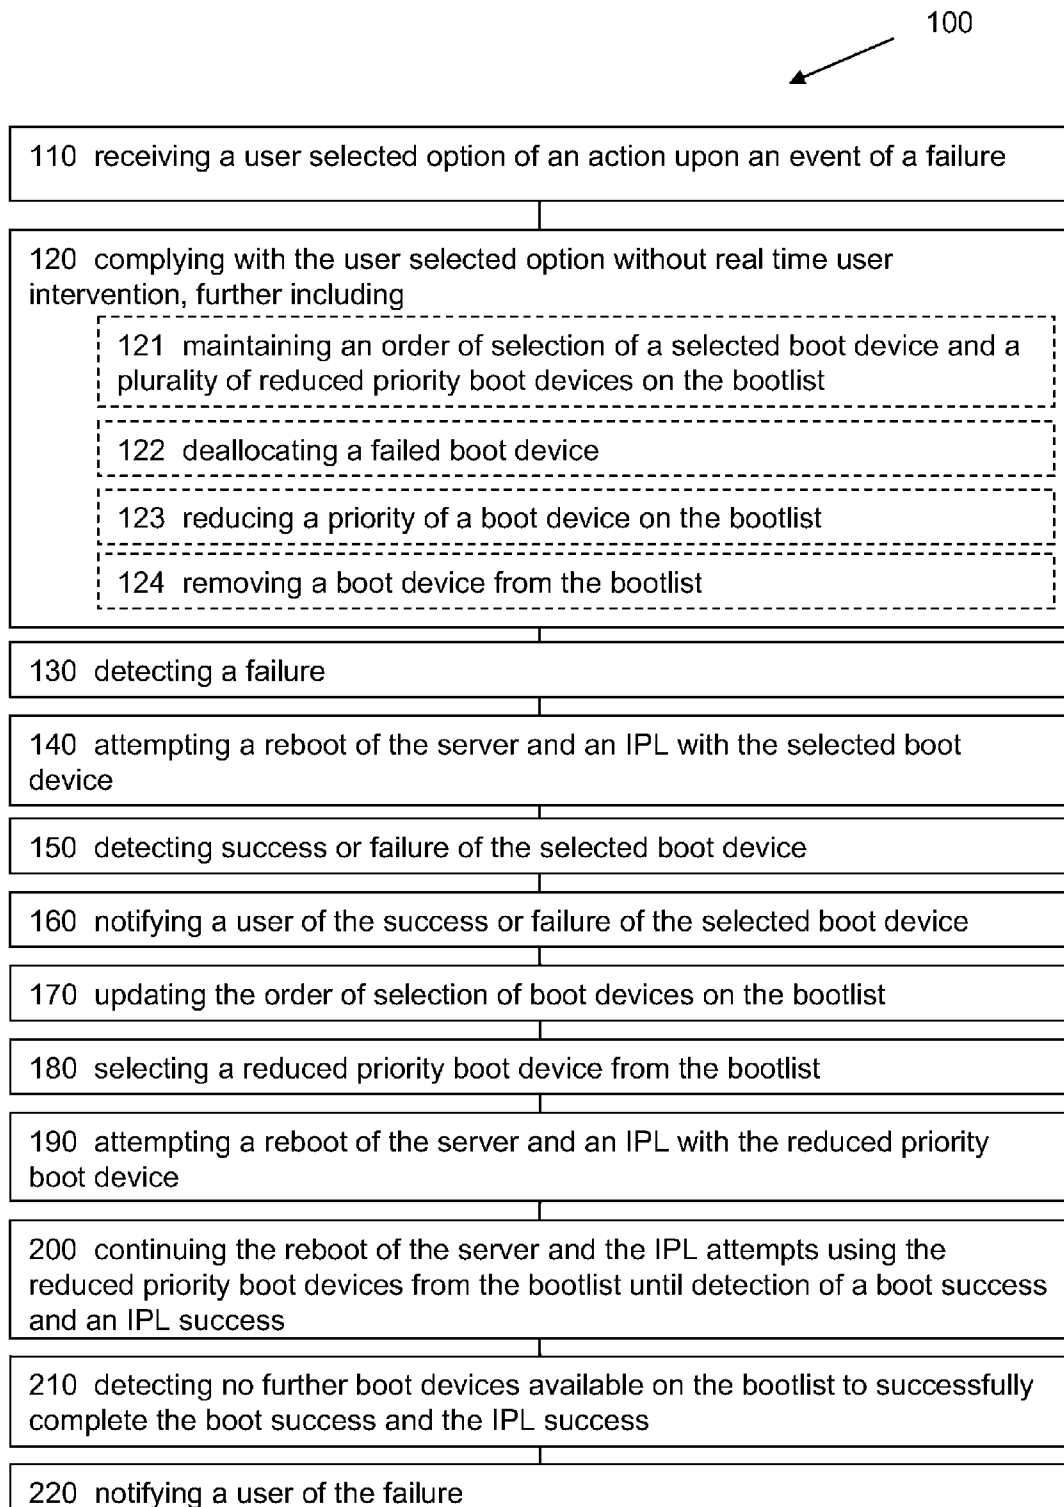 100
110 receiving a user selected option of an action upon an event of a failure
120 complying with the user selected option without real time user
intervention, further including
121 maintaining an order of selection of a selected boot device and a
plurality of reduced priority boot devices on the bootlist
122 deallocating a failed boot device
123 reducing a priority of a boot device on the bootlist
124 removing a boot device from the bootlist
130 detecting a failure
140 attempting a reboot of the server and an IPL with the selected boot
device
150 detecting success or failure of the selected boot device
160 notifying a user of the success or failure of the selected boot device
170 updating the order of selection of boot devices on the bootlist
180 selecting a reduced priority boot device from the bootlist
190 attempting a reboot of the server and an IPL with the reduced priority
boot device
200 continuing the reboot of the server and the IPL attempts using the
reduced priority boot devices from the bootlist until detection of a boot success
and an IPL success
210 detecting no further boot devices available on the bootlist to successfully
complete the boot success and the IPL success
220 notifying a user of the failure